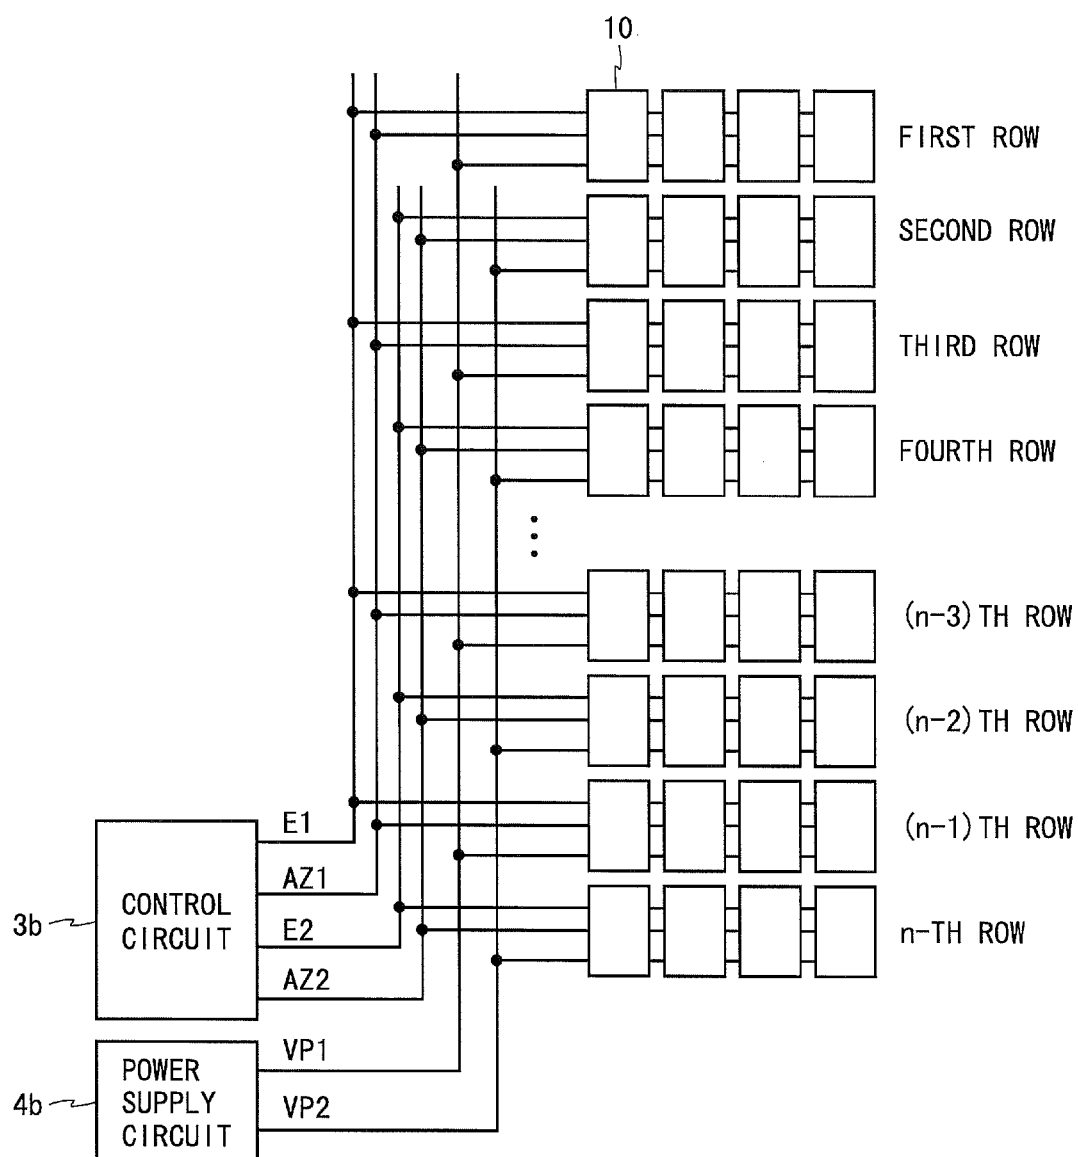 10
FIRST ROW
SECOND ROW
THIRD ROW
FOURTH ROW
(n-3)TH ROW
(n-2)TH ROW
(n-1)TH ROW
n-TH ROW
E1
AZ1
E2
AZ2
3b
CONTROL
CIRCUIT
VP1
VP2
4b
POWER
SUPPLY
CIRCUIT